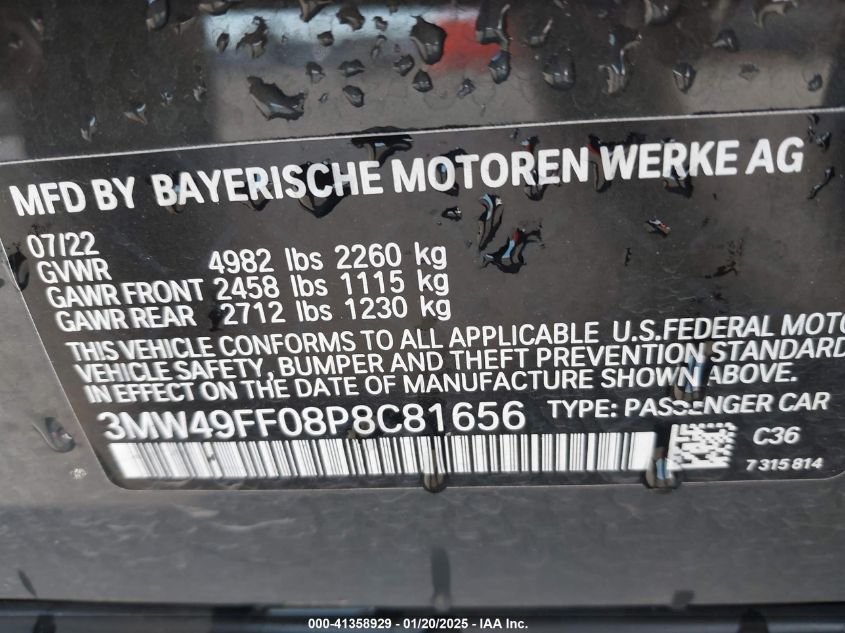 MFD BY BAYERISCHE MOTOREN WERKE AG
07/22
GVWR 4982 lbs 2260 kg
GAWR FRONT 2458 lbs 1115 kg
GAWR REAR 2712 lbs 1230 kg
THIS VEHICLE CONFORMS TO ALL APPLICABLE U.S.FEDERAL MOTO
VEHICLE SAFETY, BUMPER AND THEFT PREVENTION STANDARD
IN EFFECT ON THE DATE OF MANUFACTURE SHOWN ABOVE.
3MW49FF08P8C81656 TYPE: PASSENGER CAR
C36
7 315 814
000-41358929 - 01/20/2025 - IAA Inc.